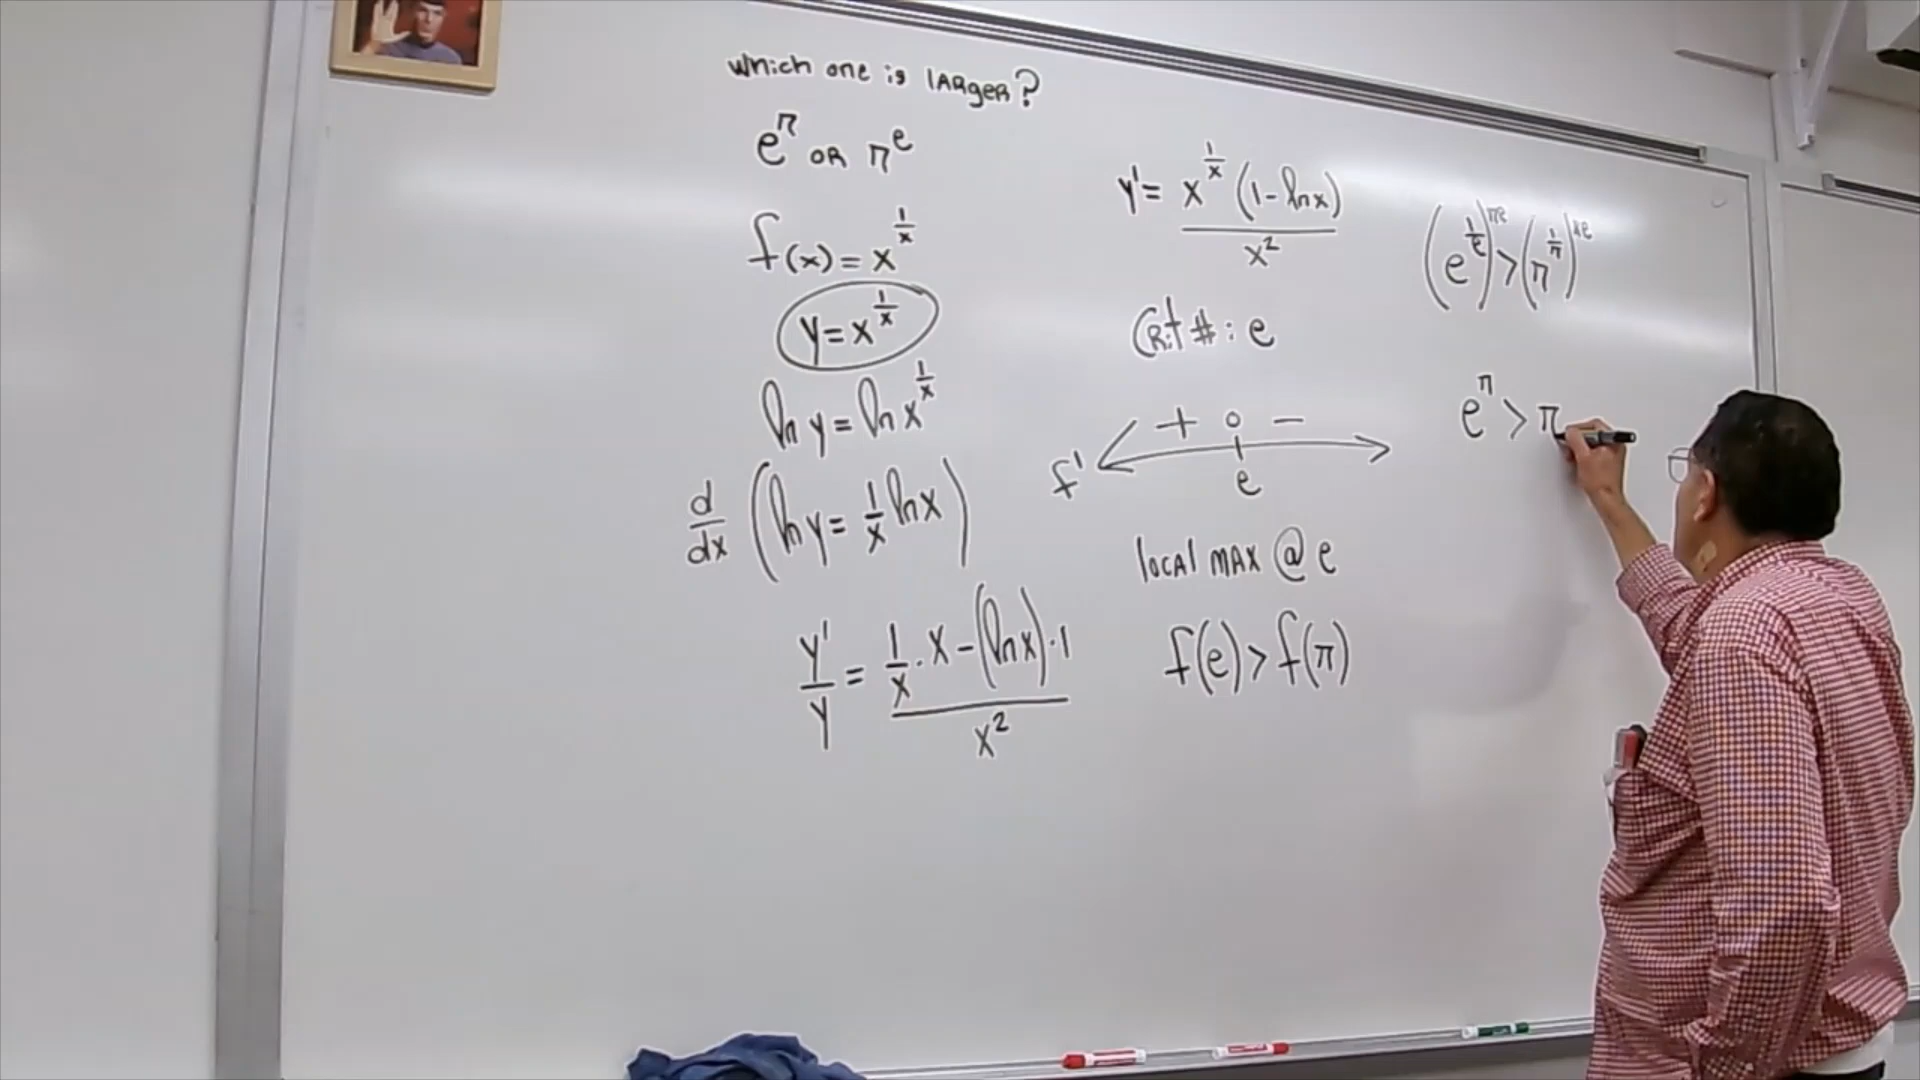 Which one is LARger?
e^π OR π^e
f(x) = x^(1/x)
y = x^(1/x)
ln y = ln x^(1/x)
d/dx (ln y = 1/x ln x)
y'/y = (1/x · x - (ln x) · 1) / x²
y' = x^(1/x) (1 - ln x) / x²
CRit #: e
f' + 0 -
e
local MAX @ e
f(e) > f(π)
(e^(1/e))^(πe) > (π^(1/π))^(πe)
e^π > π